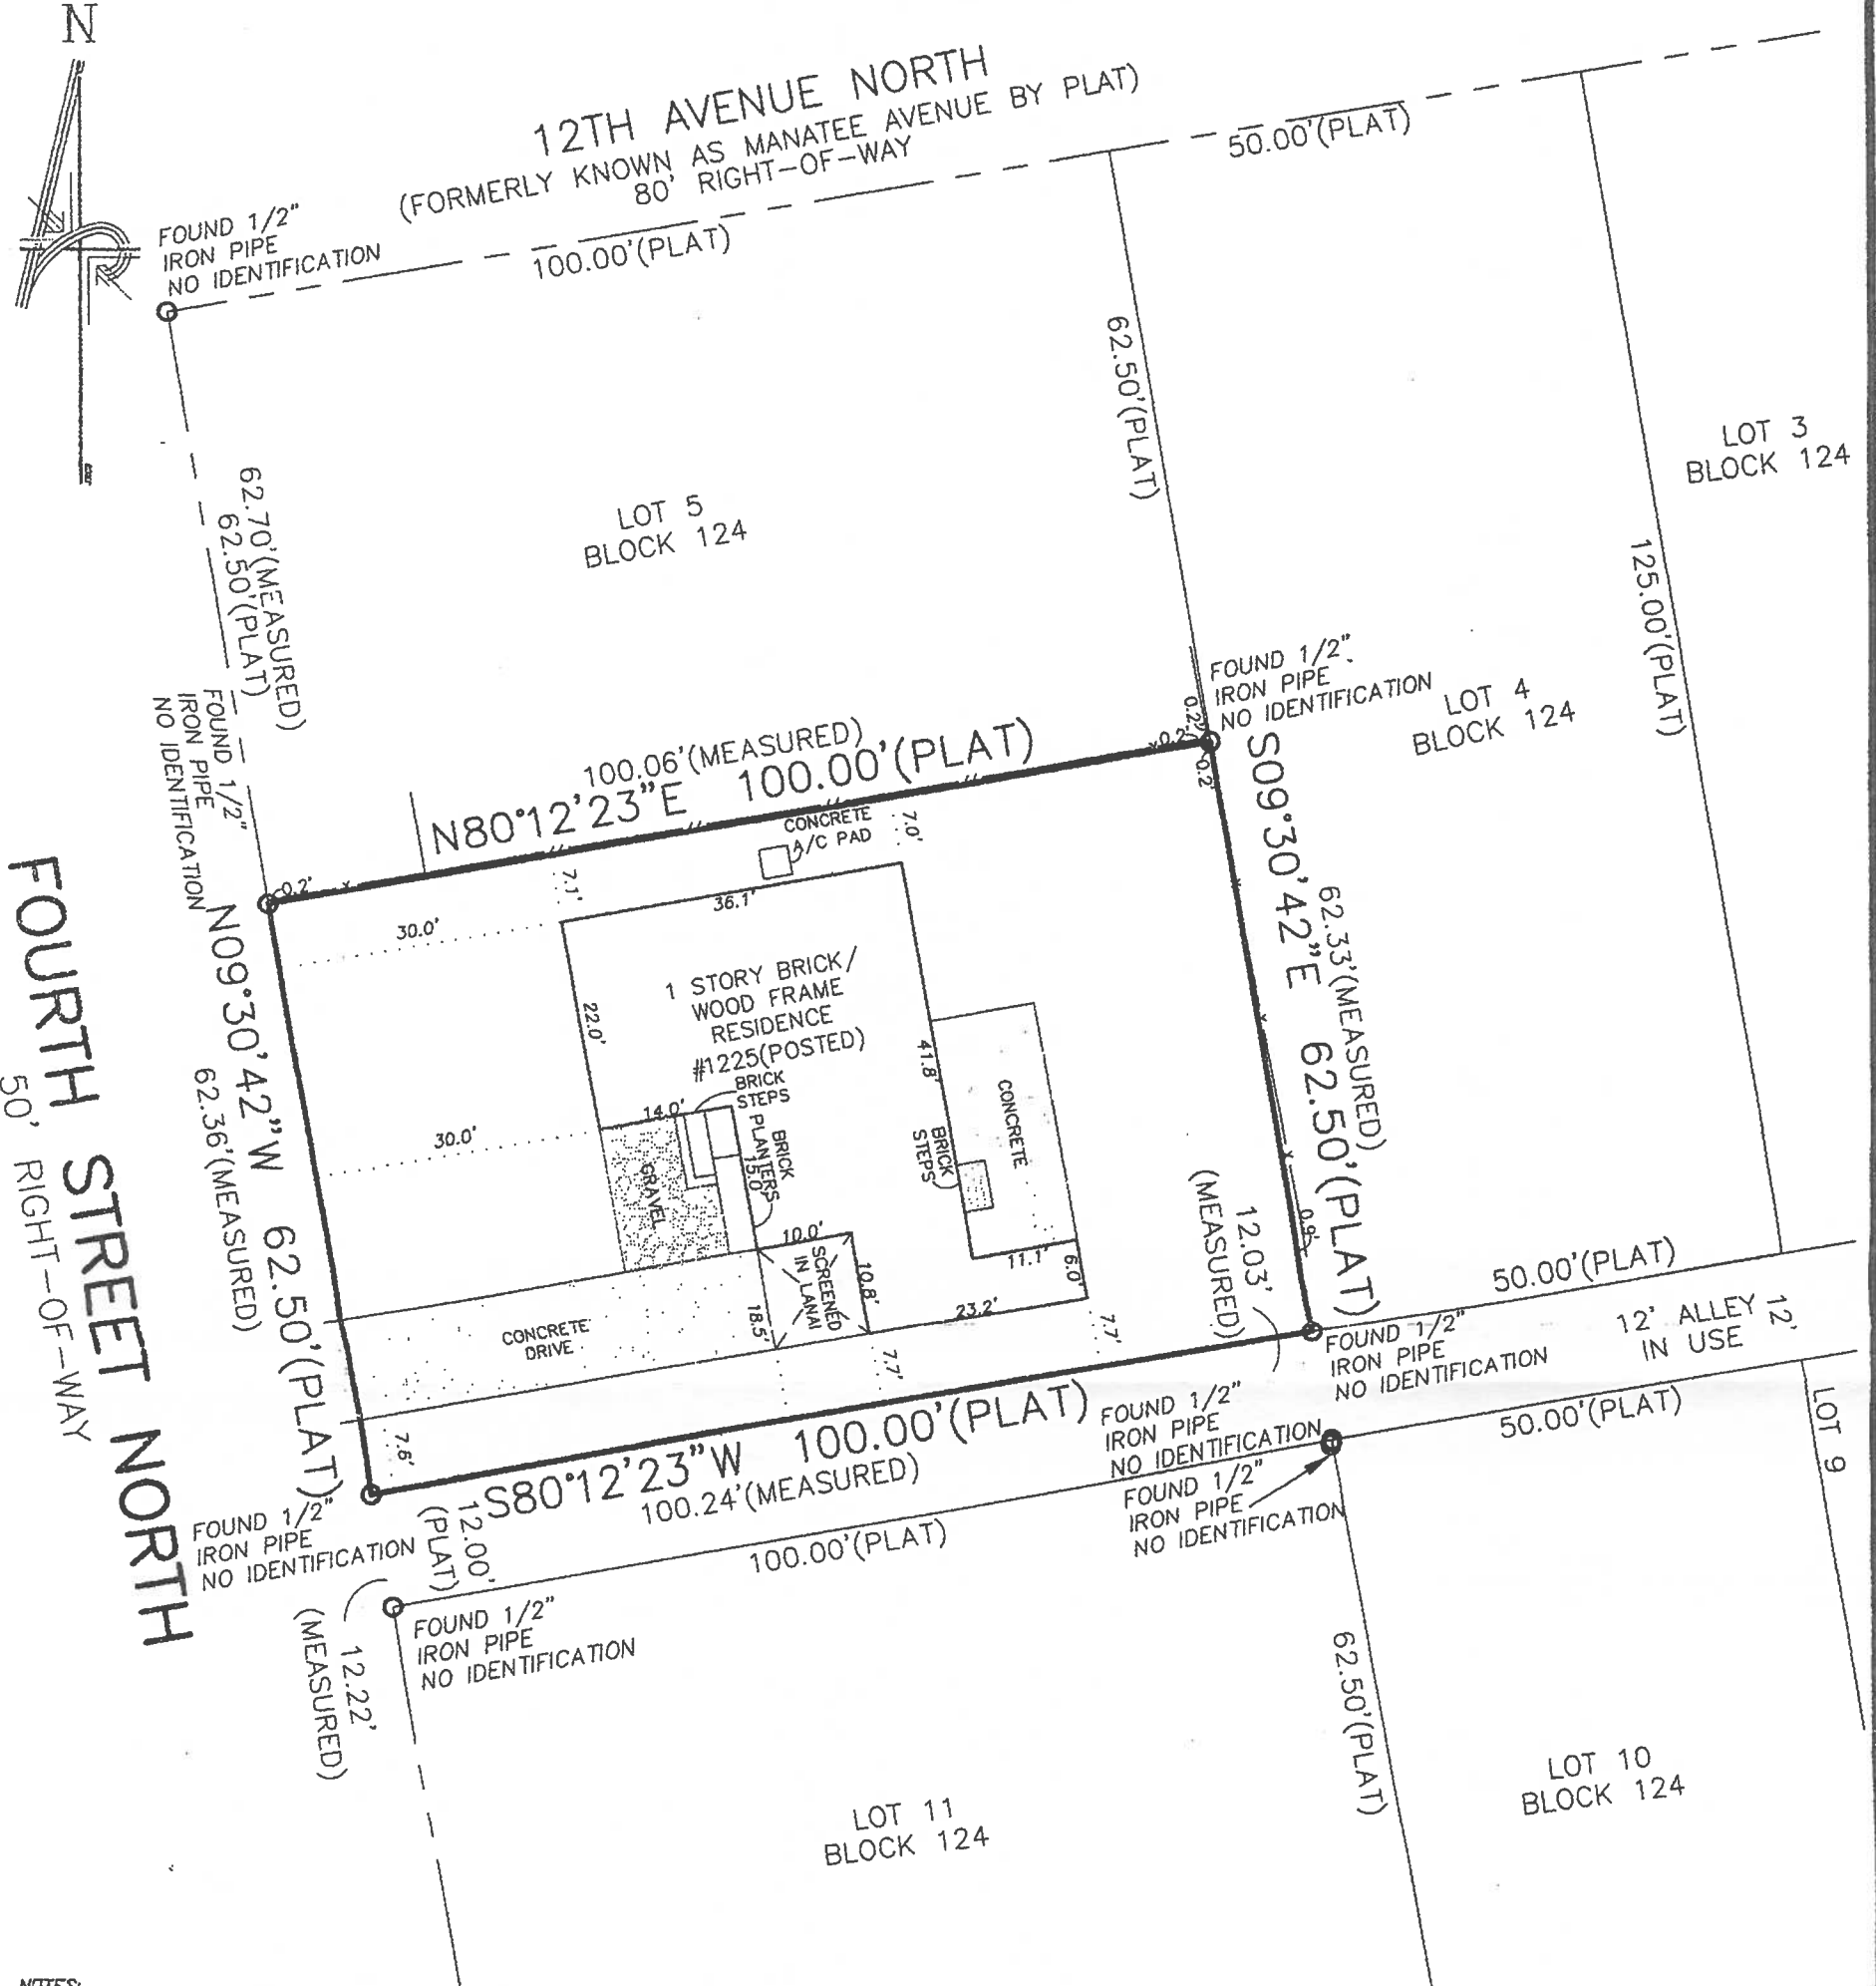 N
12TH AVENUE NORTH
(FORMERLY KNOWN AS MANATEE AVENUE BY PLAT)
80' RIGHT-OF-WAY
50.00'(PLAT)
100.00'(PLAT)
FOUND 1/2"
IRON PIPE
NO IDENTIFICATION
62.50'(PLAT)
LOT 3
BLOCK 124
125.00'(PLAT)
LOT 5
BLOCK 124
62.70'(MEASURED)
62.50'(PLAT)
FOUND 1/2"
IRON PIPE
NO IDENTIFICATION
FOUND 1/2"
IRON PIPE
NO IDENTIFICATION
LOT 4
BLOCK 124
100.06'(MEASURED)
N80°12'23"E 100.00'(PLAT)
0.2'
0.2'
0.2'
0.2'
S09°30'42"E 62.50'(PLAT)
62.33'(MEASURED)
CONCRETE
A/C PAD
7.0'
7.1'
36.1'
30.0'
22.0'
1 STORY BRICK/
WOOD FRAME
RESIDENCE
#1225(POSTED)
BRICK
STEPS
14.0'
30.0'
BRICK
PLANTERS
15.0'
GRAVEL
41.8'
CONCRETE
BRICK
STEPS
10.0'
SCREENED
IN LANAI
10.8'
18.5'
11.1'
6.0'
23.2'
7.7'
7.7'
0.9'
CONCRETE
DRIVE
7.6'
N09°30'42"W 62.50'(PLAT)
62.36'(MEASURED)
FOURTH STREET NORTH
50' RIGHT-OF-WAY
12.03'
(MEASURED)
S80°12'23"W 100.00'(PLAT)
100.24'(MEASURED)
100.00'(PLAT)
50.00'(PLAT)
FOUND 1/2"
IRON PIPE
NO IDENTIFICATION
12' ALLEY
IN USE
12'
50.00'(PLAT)
LOT 9
FOUND 1/2"
IRON PIPE
NO IDENTIFICATION
FOUND 1/2"
IRON PIPE
NO IDENTIFICATION
FOUND 1/2"
IRON PIPE
NO IDENTIFICATION
12.00'
(PLAT)
12.22'
(MEASURED)
FOUND 1/2"
IRON PIPE
NO IDENTIFICATION
62.50'(PLAT)
LOT 11
BLOCK 124
LOT 10
BLOCK 124
NOTES: